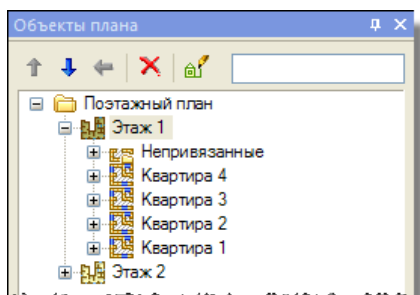 Объекты плана
Поэтажный план
Этаж 1
Непривязанные
Квартира 4
Квартира 3
Квартира 2
Квартира 1
Этаж 2